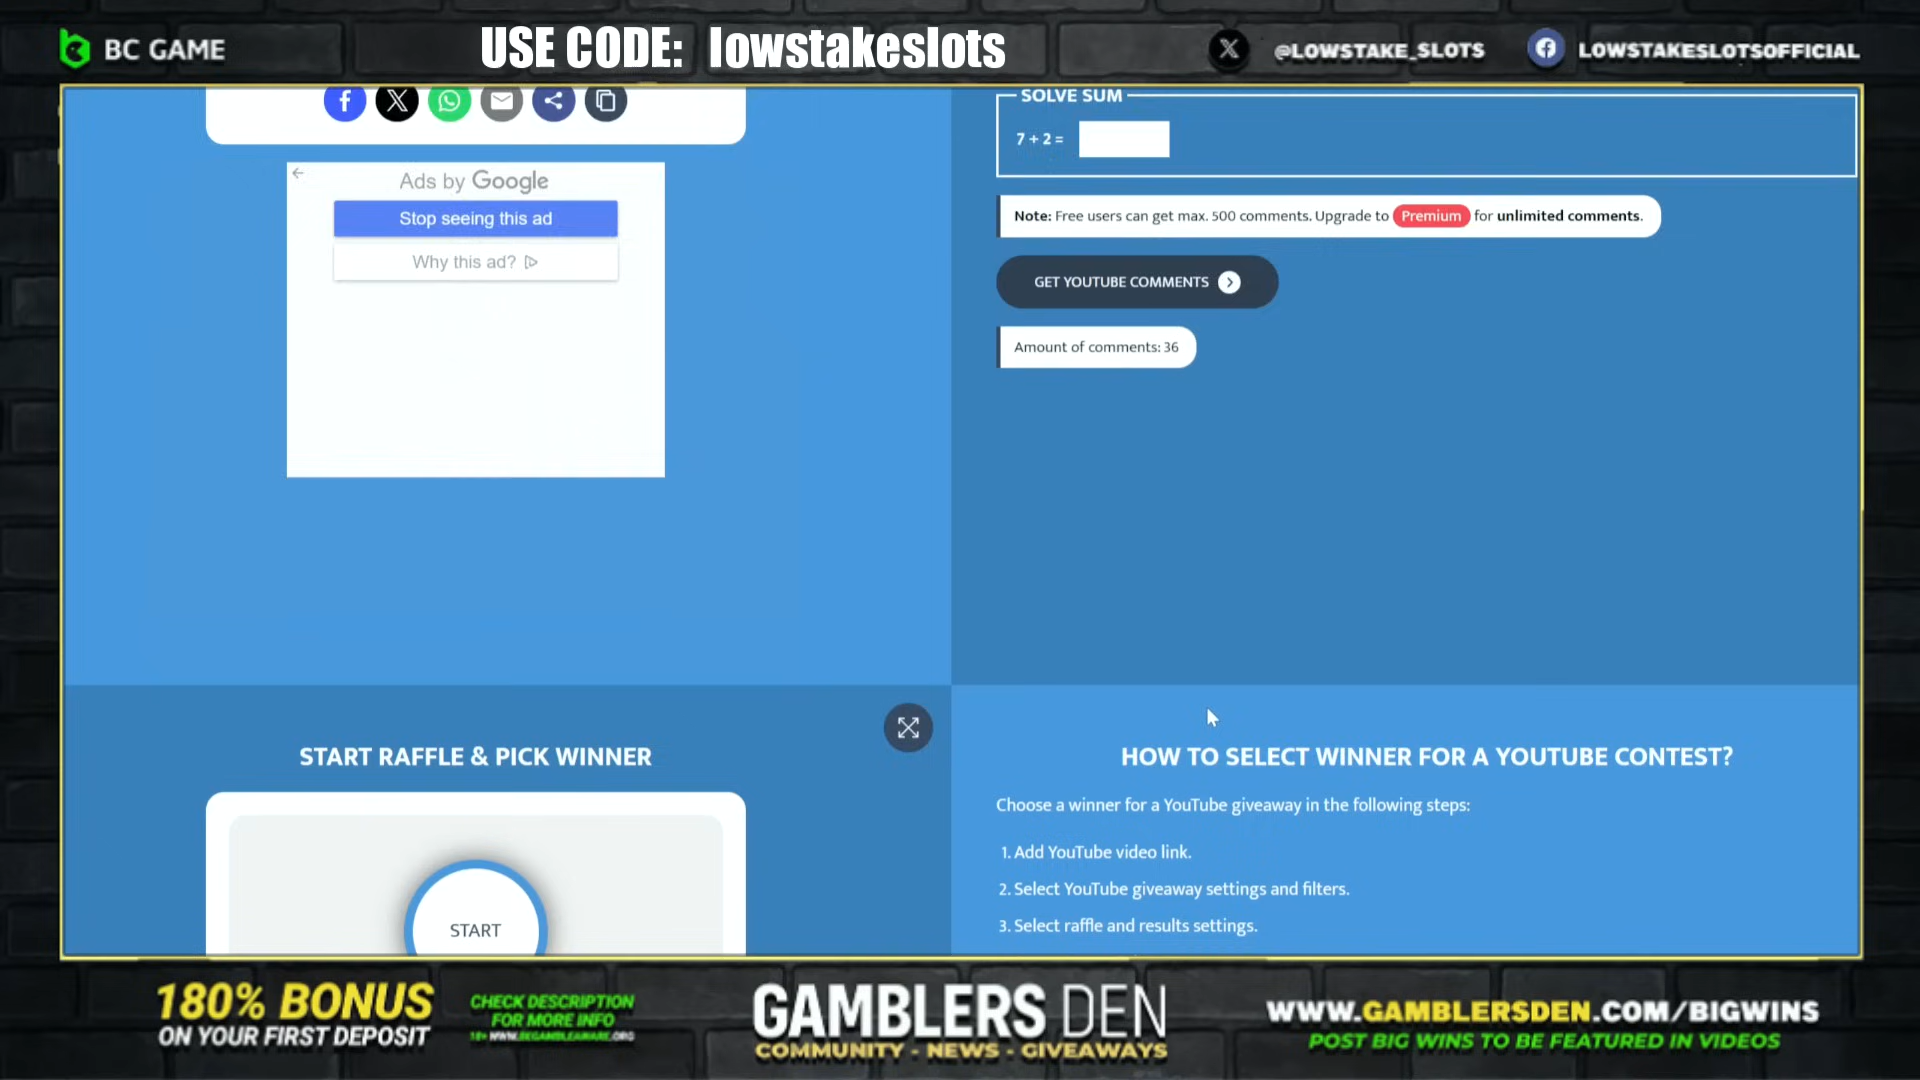 BC GAME
USE CODE: lowstakeslots
@LOWSTAKE_SLOTS
LOWSTAKESLOTSOFFICIAL
Ads by Google
Stop seeing this ad
Why this ad?
SOLVE SUM
7 + 2 =
Note: Free users can get max. 500 comments. Upgrade to Premium for unlimited comments.
GET YOUTUBE COMMENTS
Amount of comments: 36
START RAFFLE & PICK WINNER
START
HOW TO SELECT WINNER FOR A YOUTUBE CONTEST?
Choose a winner for a YouTube giveaway in the following steps:
1. Add YouTube video link.
2. Select YouTube giveaway settings and filters.
3. Select raffle and results settings.
180% BONUS
ON YOUR FIRST DEPOSIT
CHECK DESCRIPTION
FOR MORE INFO
18+ WWW.BEGAMBLEAWARE.ORG
GAMBLERS DEN
COMMUNITY - NEWS - GIVEAWAYS
WWW.GAMBLERSDEN.COM/BIGWINS
POST BIG WINS TO BE FEATURED IN VIDEOS